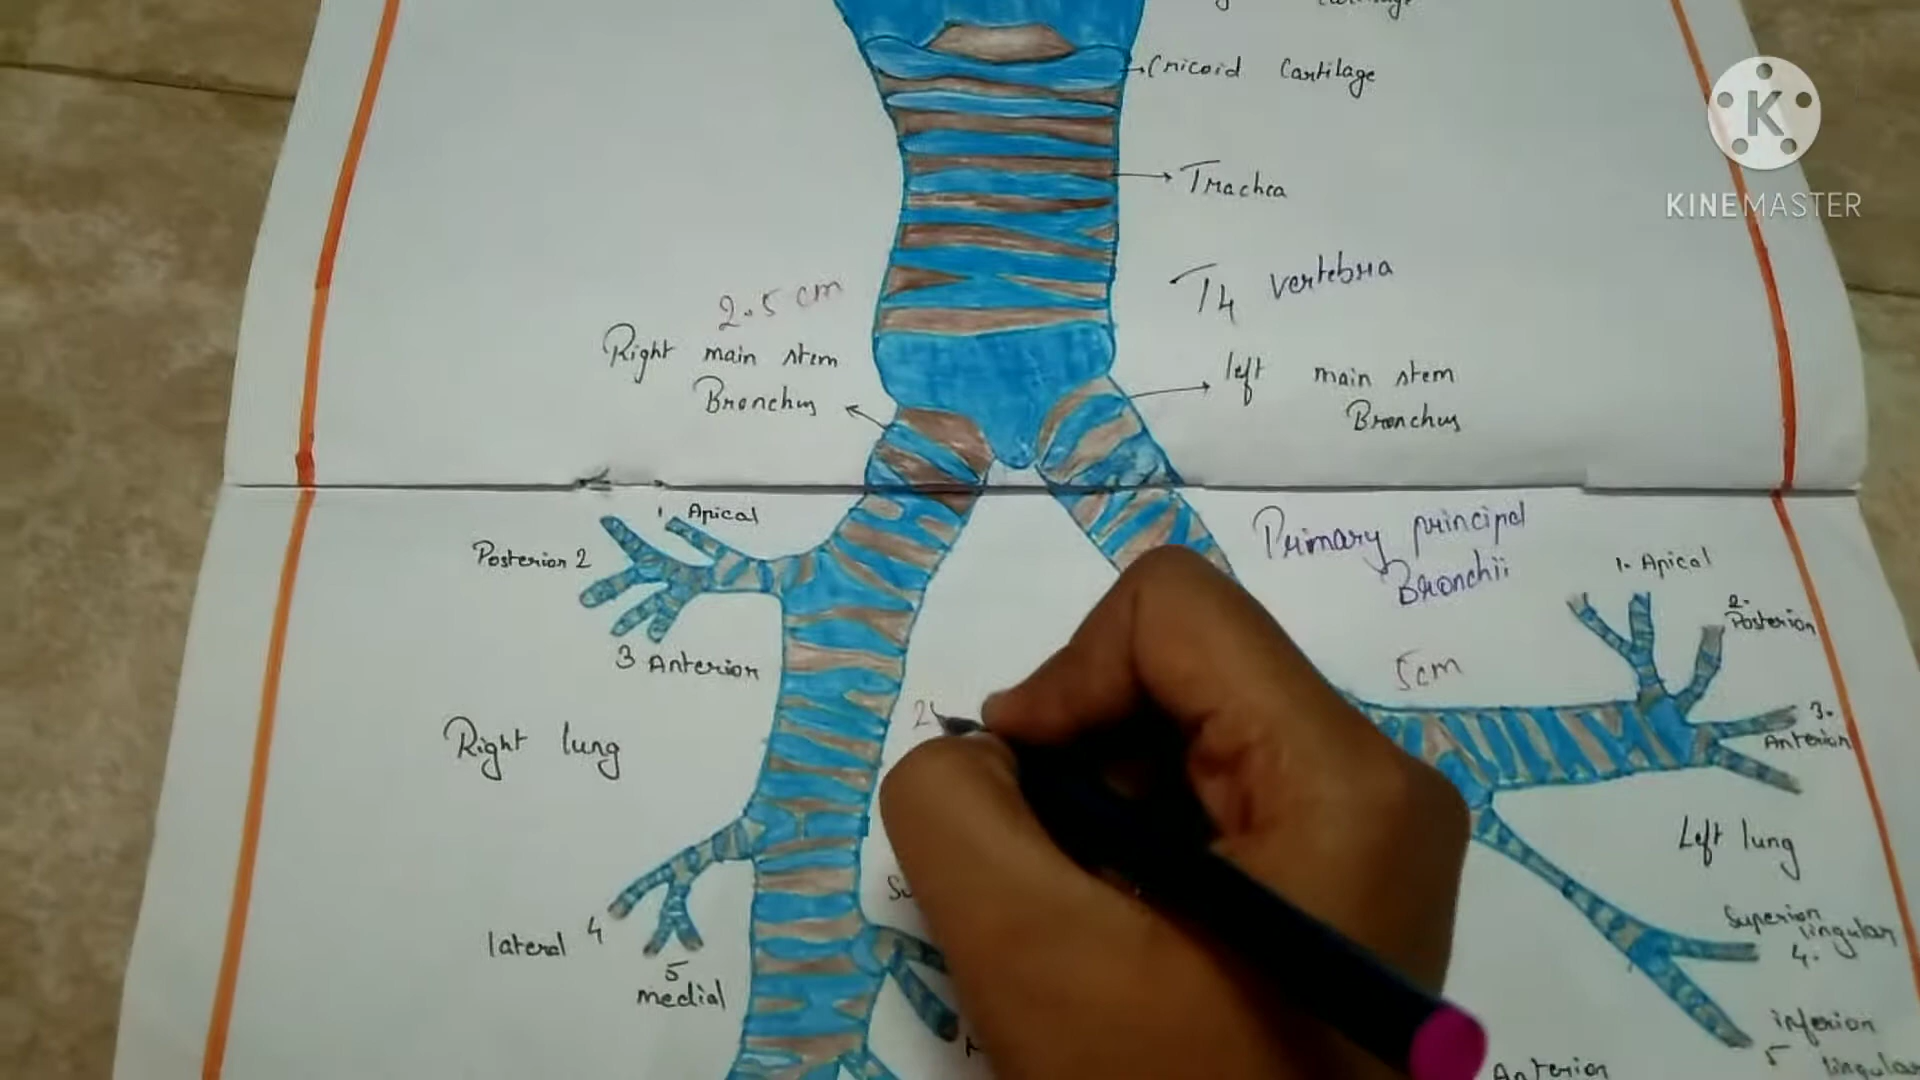 Cricoid Cartilage
Trachea
T4 vertebra
2.5 cm
Right main stem
Bronchus
left main stem
Bronchus
1 Apical
Posterior 2
3 Anterior
Primary principal
Bronchii
1. Apical
2.
Posterior
3.
Anterior
5cm
Right lung
Left lung
lateral 4
5
medial
Superior
lingular
4.
inferior
5 lingular
Anterior
KINEMASTER